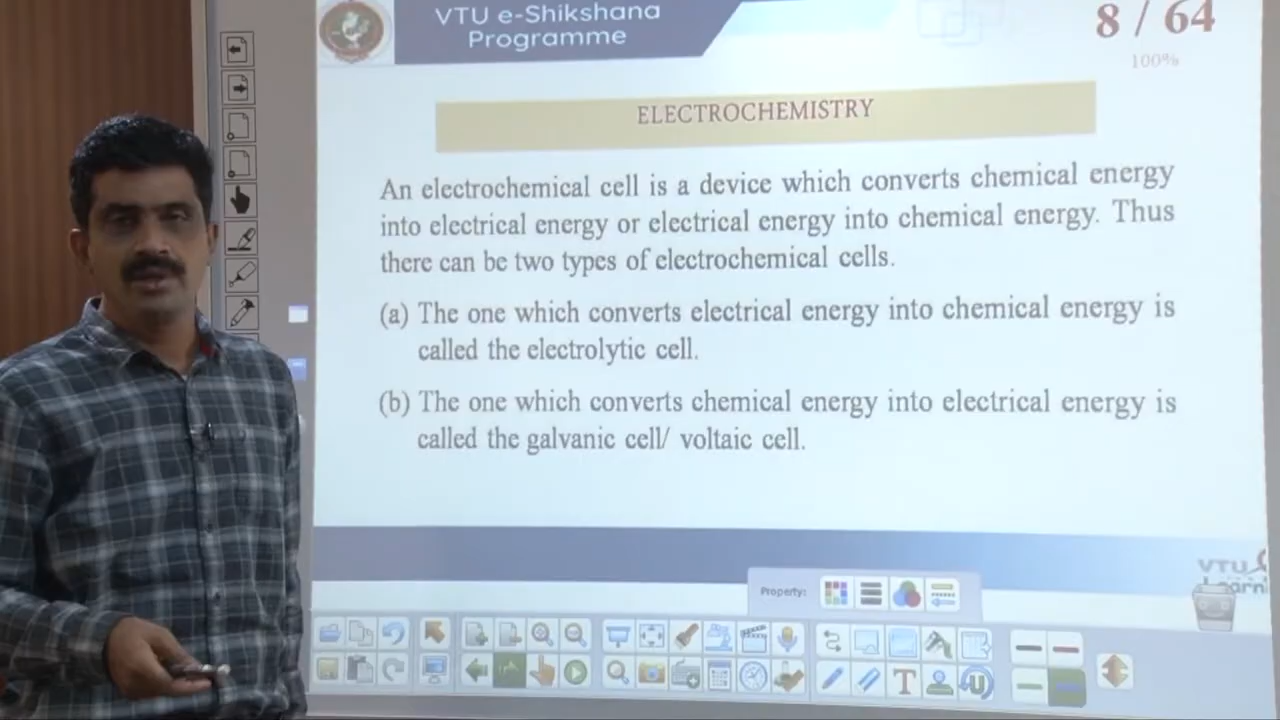 VTU e-Shikshana
Programme
8 / 64
100%
ELECTROCHEMISTRY
An electrochemical cell is a device which converts chemical energy
into electrical energy or electrical energy into chemical energy. Thus
there can be two types of electrochemical cells.
(a) The one which converts electrical energy into chemical energy is
called the electrolytic cell.
(b) The one which converts chemical energy into electrical energy is
called the galvanic cell/ voltaic cell.
VTU
Property:
T